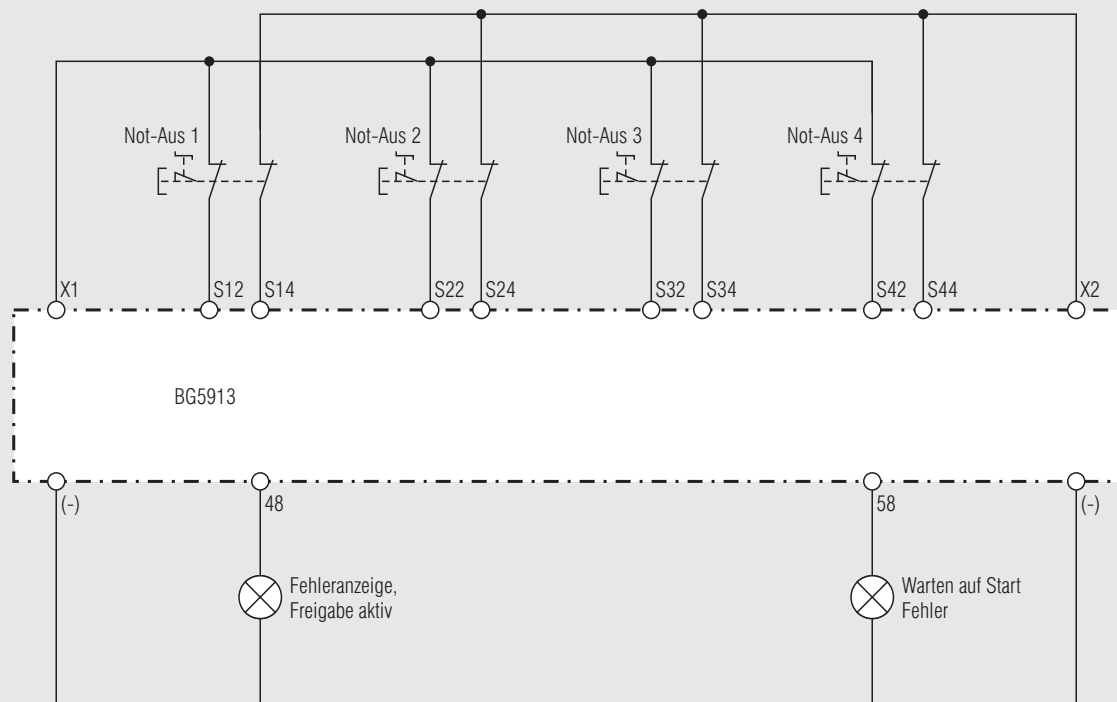 Not-Aus 1
Not-Aus 2
Not-Aus 3
Not-Aus 4
X1
S12
S14
S22
S24
S32
S34
S42
S44
X2
BG5913
(-)
48
58
(-)
Fehleranzeige,
Freigabe aktiv
Warten auf Start
Fehler